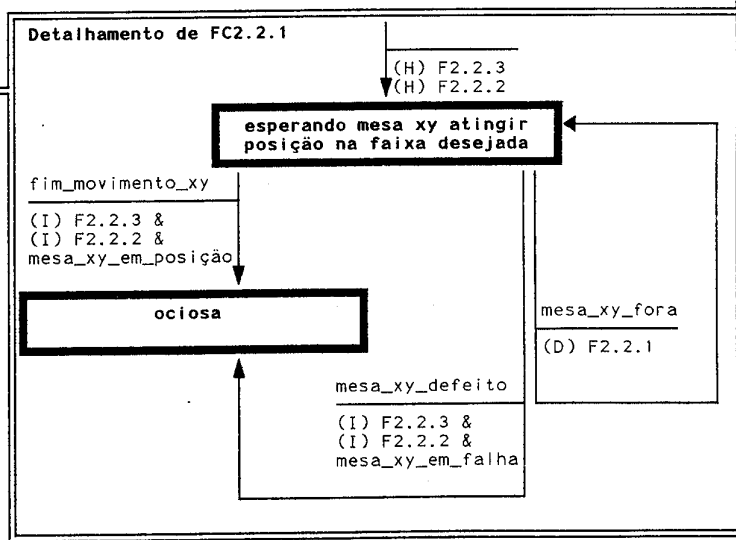 Detalhamento de FC2.2.1
(H) F2.2.3
(H) F2.2.2
esperando mesa xy atingir
posição na faixa desejada
fim_movimento_xy
(I) F2.2.3 &
(I) F2.2.2 &
mesa_xy_em_posição
ociosa
mesa_xy_fora
(D) F2.2.1
mesa_xy_defeito
(I) F2.2.3 &
(I) F2.2.2 &
mesa_xy_em_falha